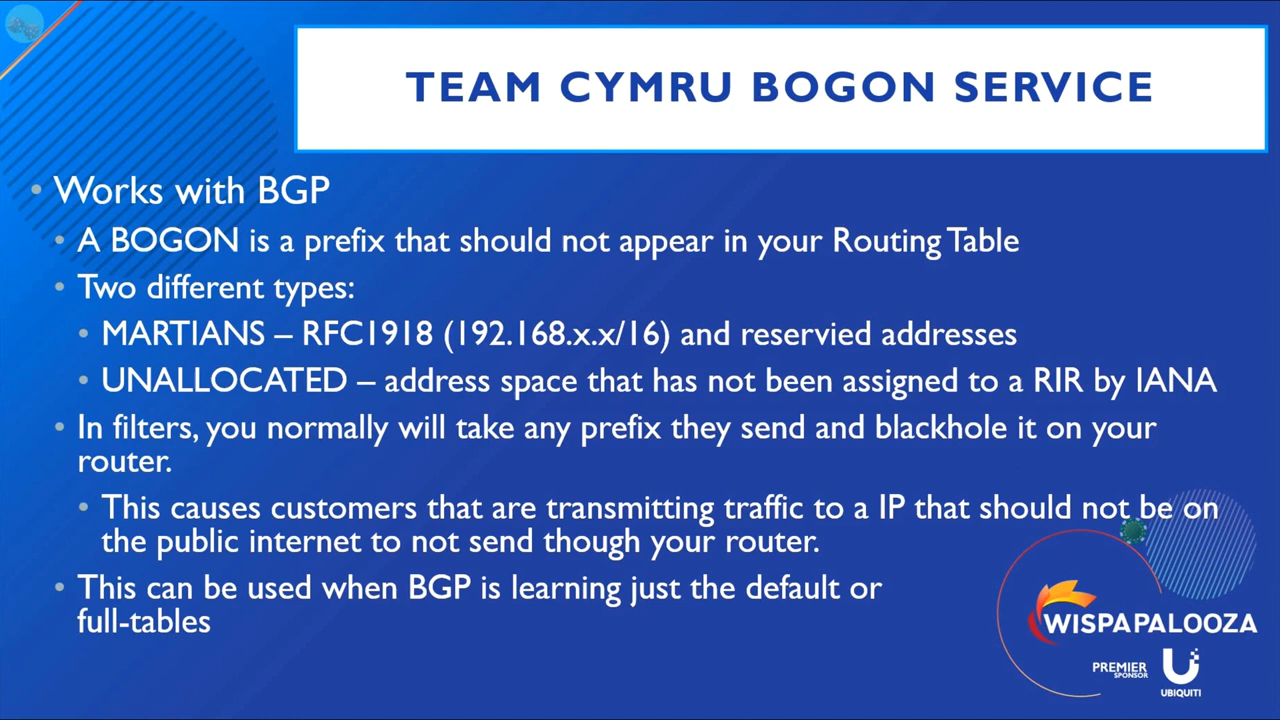 TEAM CYMRU BOGON SERVICE
• Works with BGP
• A BOGON is a prefix that should not appear in your Routing Table
• Two different types:
• MARTIANS – RFC1918 (192.168.x.x/16) and reservied addresses
• UNALLOCATED – address space that has not been assigned to a RIR by IANA
• In filters, you normally will take any prefix they send and blackhole it on your
router.
• This causes customers that are transmitting traffic to a IP that should not be on
the public internet to not send though your router.
• This can be used when BGP is learning just the default or
full-tables
WISPAPALOOZA
PREMIER
SPONSOR
UBIQUITI